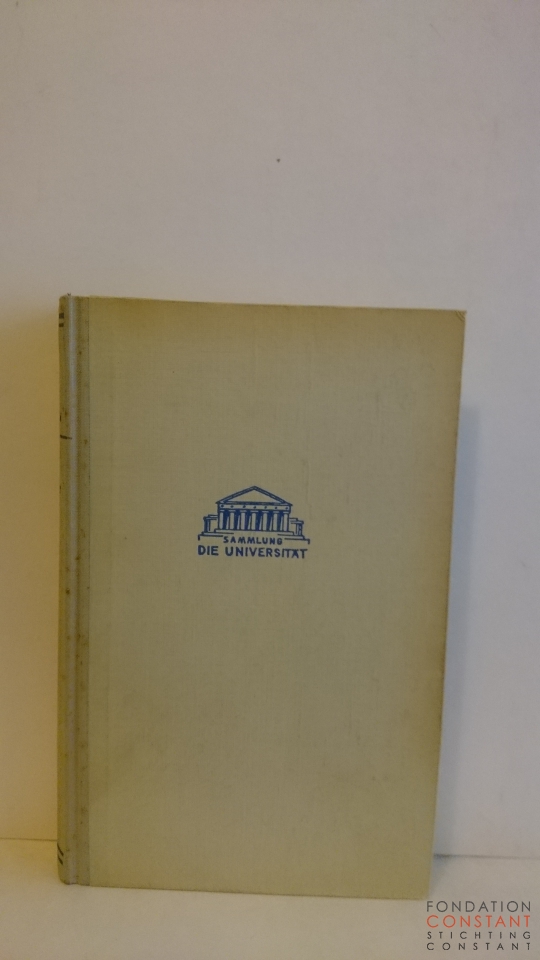 SAMMLUNG
DIE UNIVERSITÄT
FONDATION
CONSTANT
STICHTING
CONSTANT